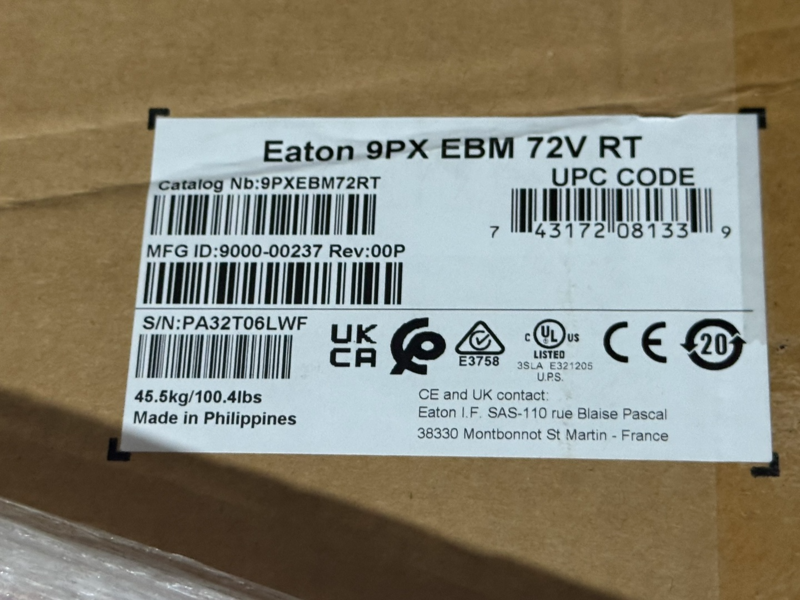 Eaton 9PX EBM 72V RT
Catalog Nb:9PXEBM72RT
UPC CODE
7 43172 08133 9
MFG ID:9000-00237 Rev:00P
S/N:PA32T06LWF
UK
CA
E3758
C UL US
LISTED
3SLA E321205
U.P.S.
CE
20
45.5kg/100.4lbs
Made in Philippines
CE and UK contact:
Eaton I.F. SAS-110 rue Blaise Pascal
38330 Montbonnot St Martin - France